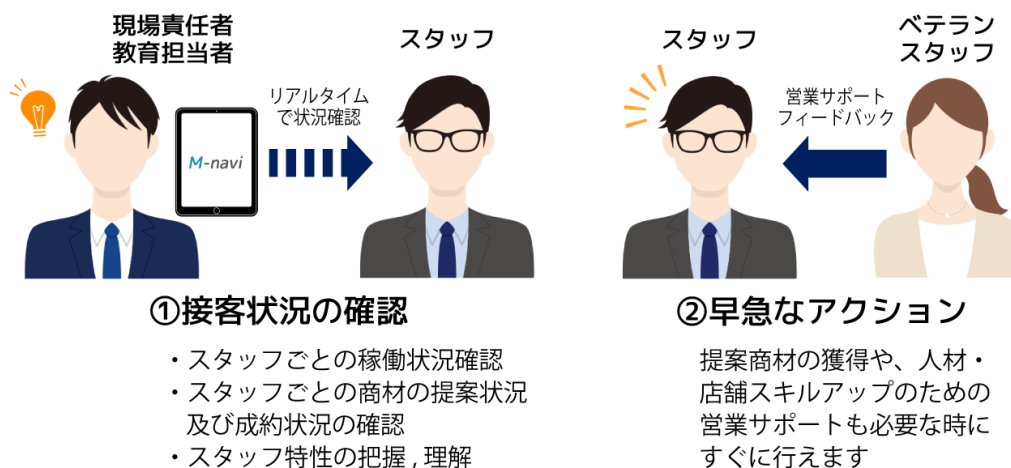 現場責任者
教育担当者
M-navi
リアルタイム
で状況確認
スタッフ
①接客状況の確認
・スタッフごとの稼働状況確認
・スタッフごとの商材の提案状況
及び成約状況の確認
・スタッフ特性の把握 , 理解
スタッフ
営業サポート
フィードバック
ベテラン
スタッフ
②早急なアクション
提案商材の獲得や、人材・
店舗スキルアップのための
営業サポートも必要な時に
すぐに行えます